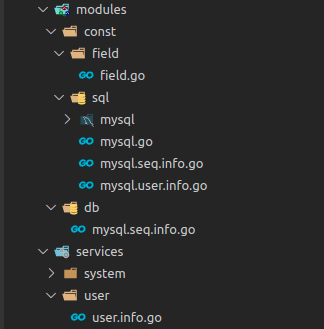 modules
const
field
field.go
sql
mysql
mysql.go
mysql.seq.info.go
mysql.user.info.go
db
mysql.seq.info.go
services
system
user
user.info.go